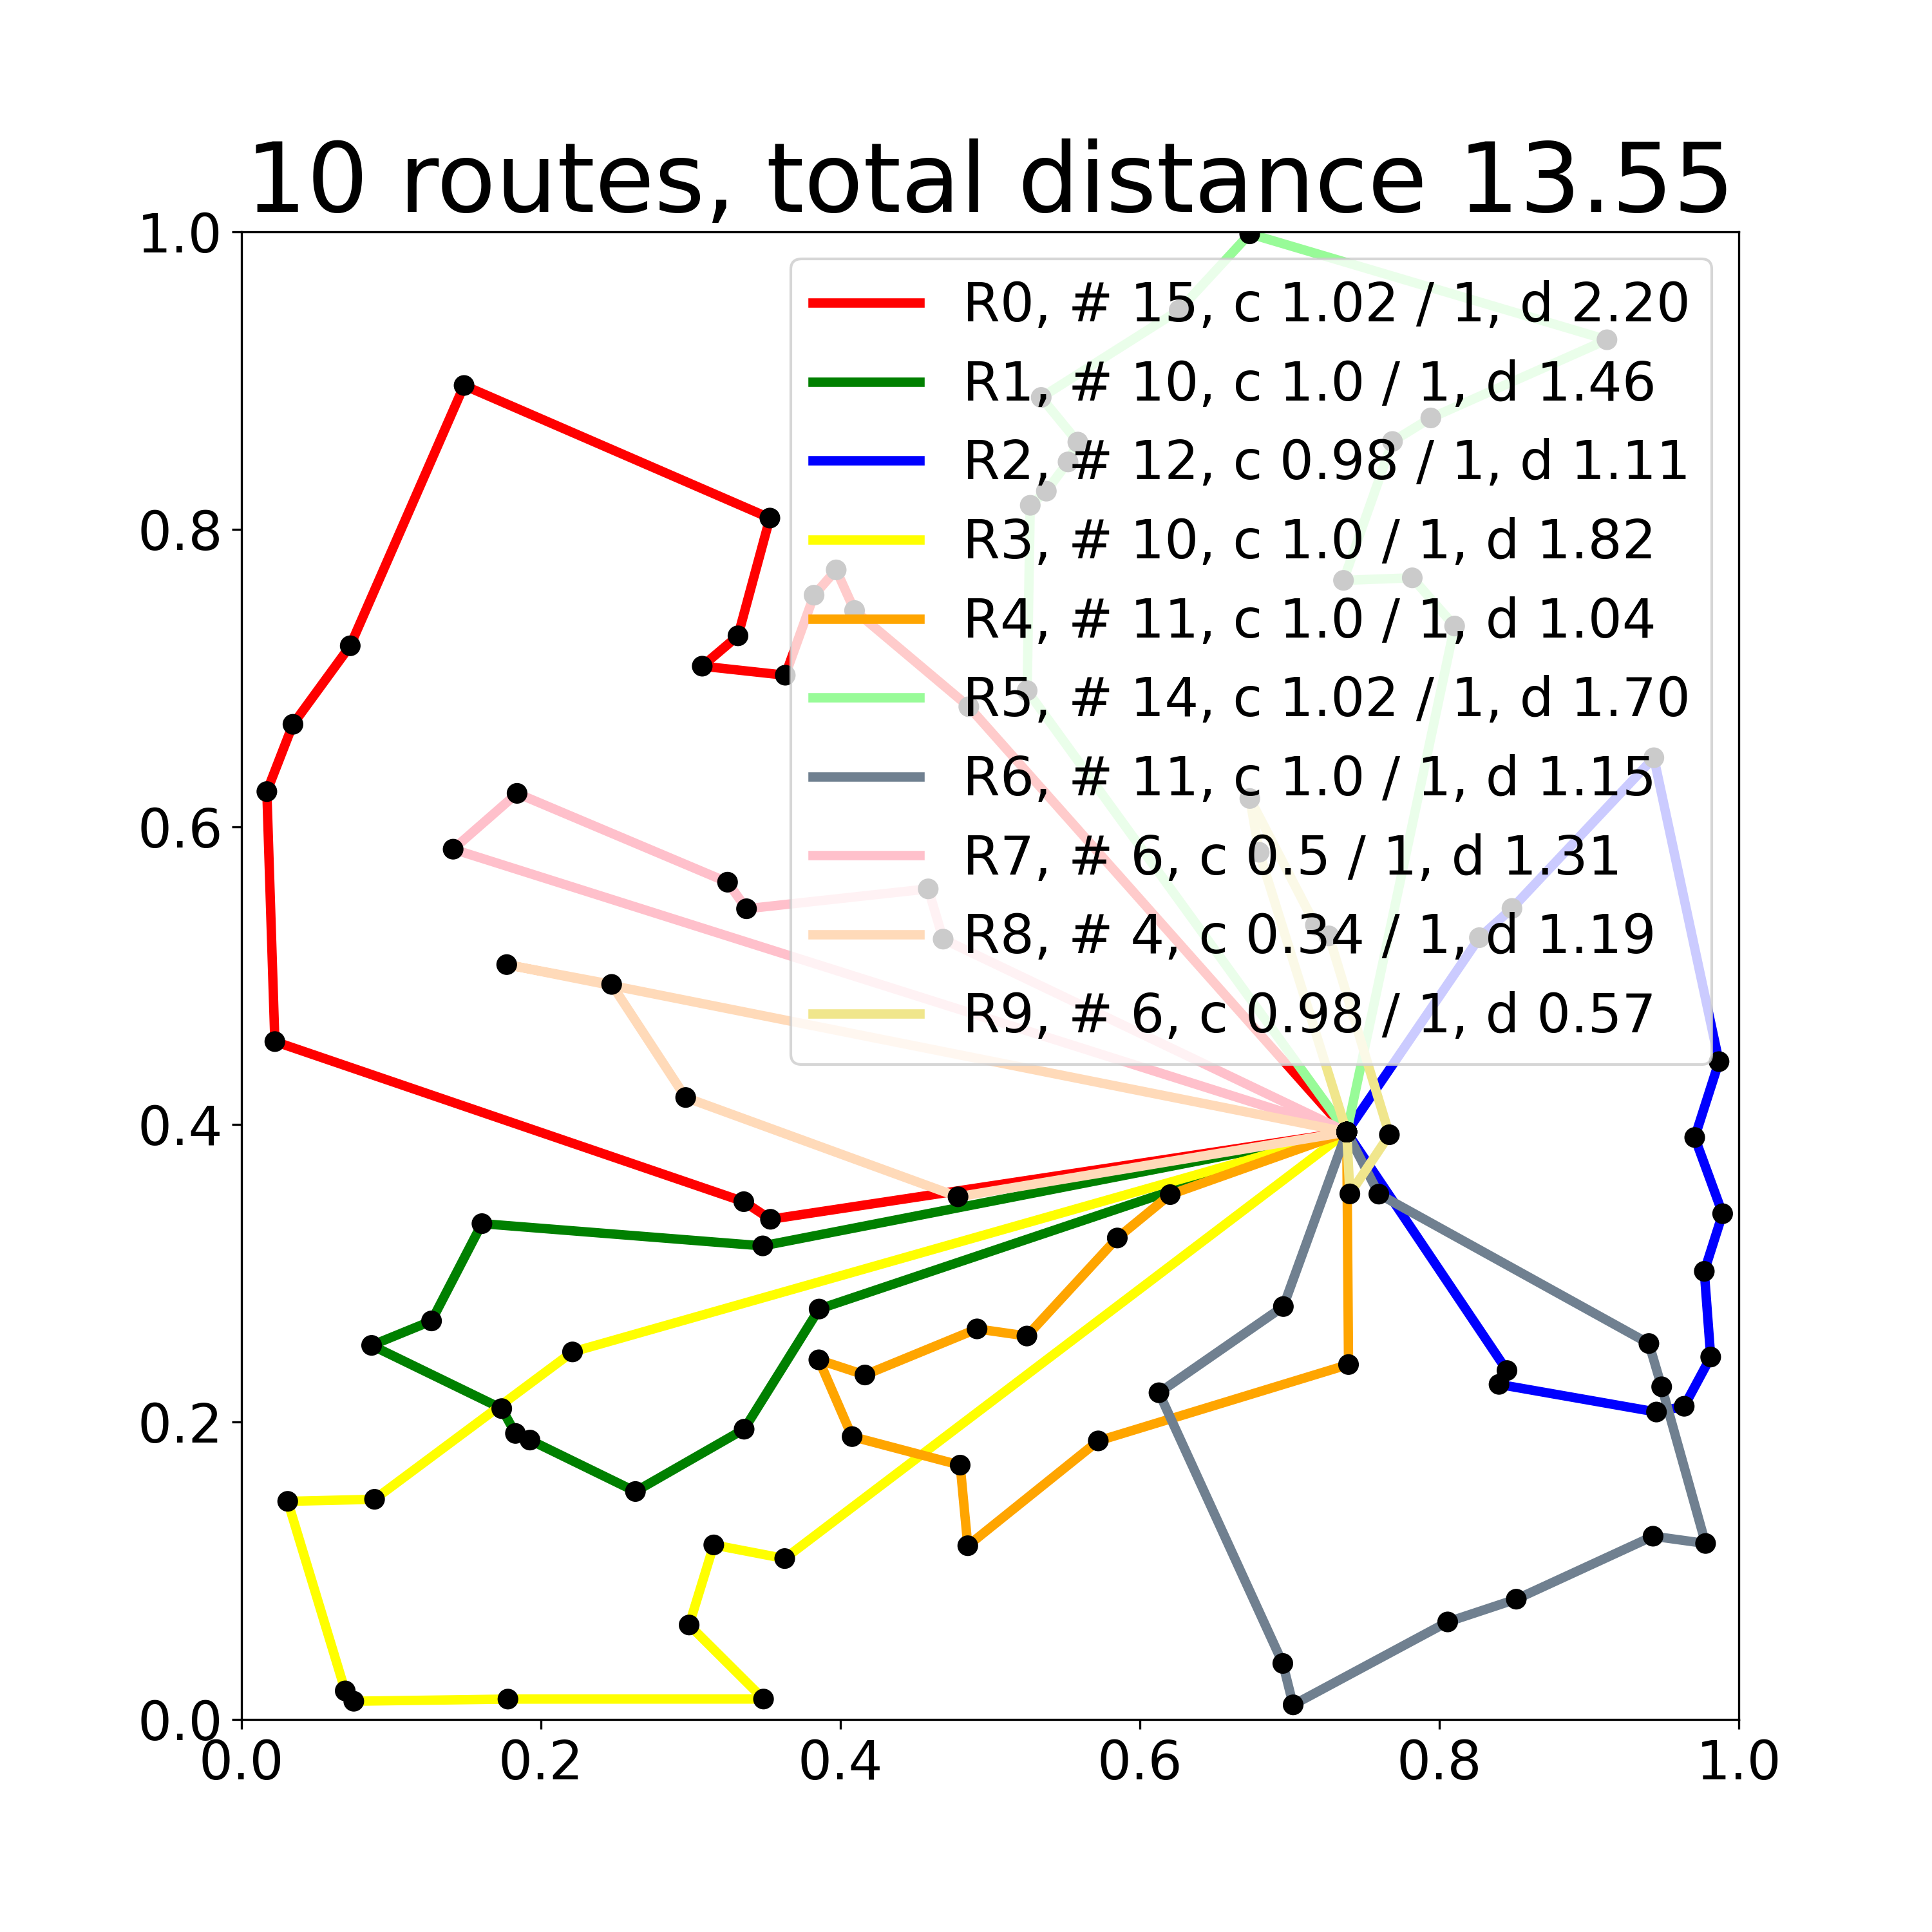 10 routes, total distance 13.55
1.0
0.8
0.6
0.4
0.2
0.0
0.0 0.2 0.4 0.6 0.8 1.0
R0, # 15, c 1.02 / 1, d 2.20
R1, # 10, c 1.0 / 1, d 1.46
R2, # 12, c 0.98 / 1, d 1.11
R3, # 10, c 1.0 / 1, d 1.82
R4, # 11, c 1.0 / 1, d 1.04
R5, # 14, c 1.02 / 1, d 1.70
R6, # 11, c 1.0 / 1, d 1.15
R7, # 6, c 0.5 / 1, d 1.31
R8, # 4, c 0.34 / 1, d 1.19
R9, # 6, c 0.98 / 1, d 0.57